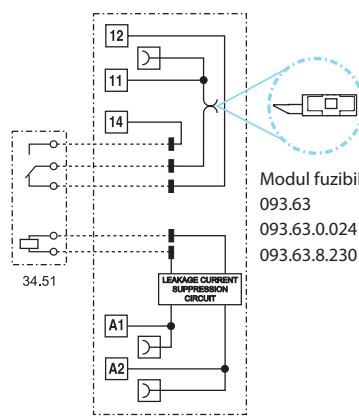 12
11
14
34.51
LEAKAGE CURRENT
SUPPRESSION
CIRCUIT
A1
A2
Modul fuzibil
093.63
093.63.0.024
093.63.8.230